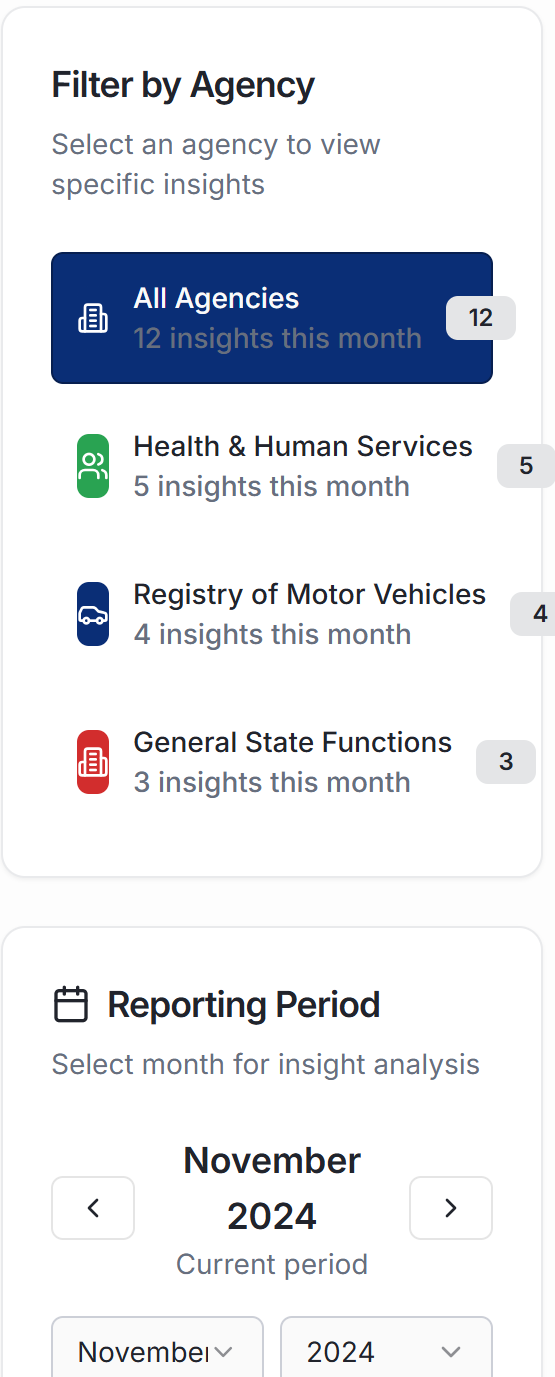 Filter by Agency
Select an agency to view
specific insights
All Agencies
12 insights this month
12
Health & Human Services
5 insights this month
5
Registry of Motor Vehicles
4 insights this month
4
General State Functions
3 insights this month
3
Reporting Period
Select month for insight analysis
November
2024
Current period
November
2024